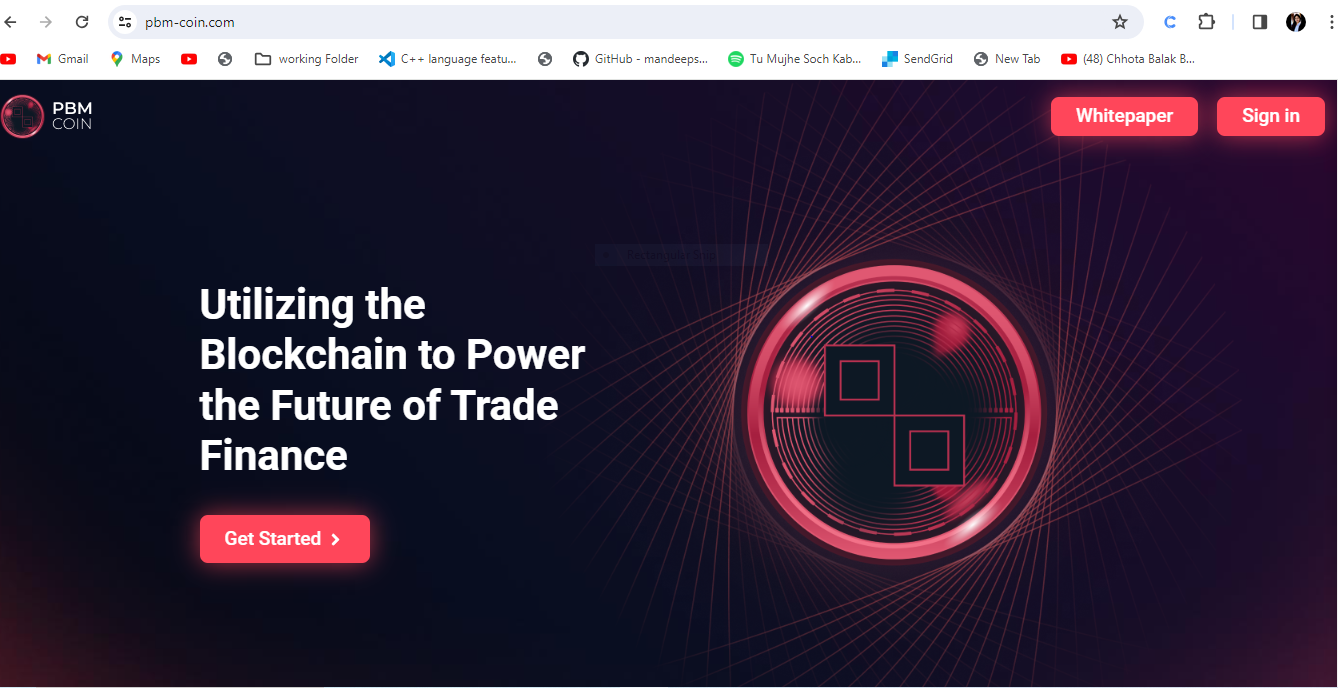 pbm-coin.com
Gmail
Maps
working Folder
C++ language featu...
GitHub - mandeeps...
Tu Mujhe Soch Kab...
SendGrid
New Tab
(48) Chhota Balak B...
PBM
COIN
Whitepaper
Sign in
Utilizing the
Blockchain to Power
the Future of Trade
Finance
Get Started